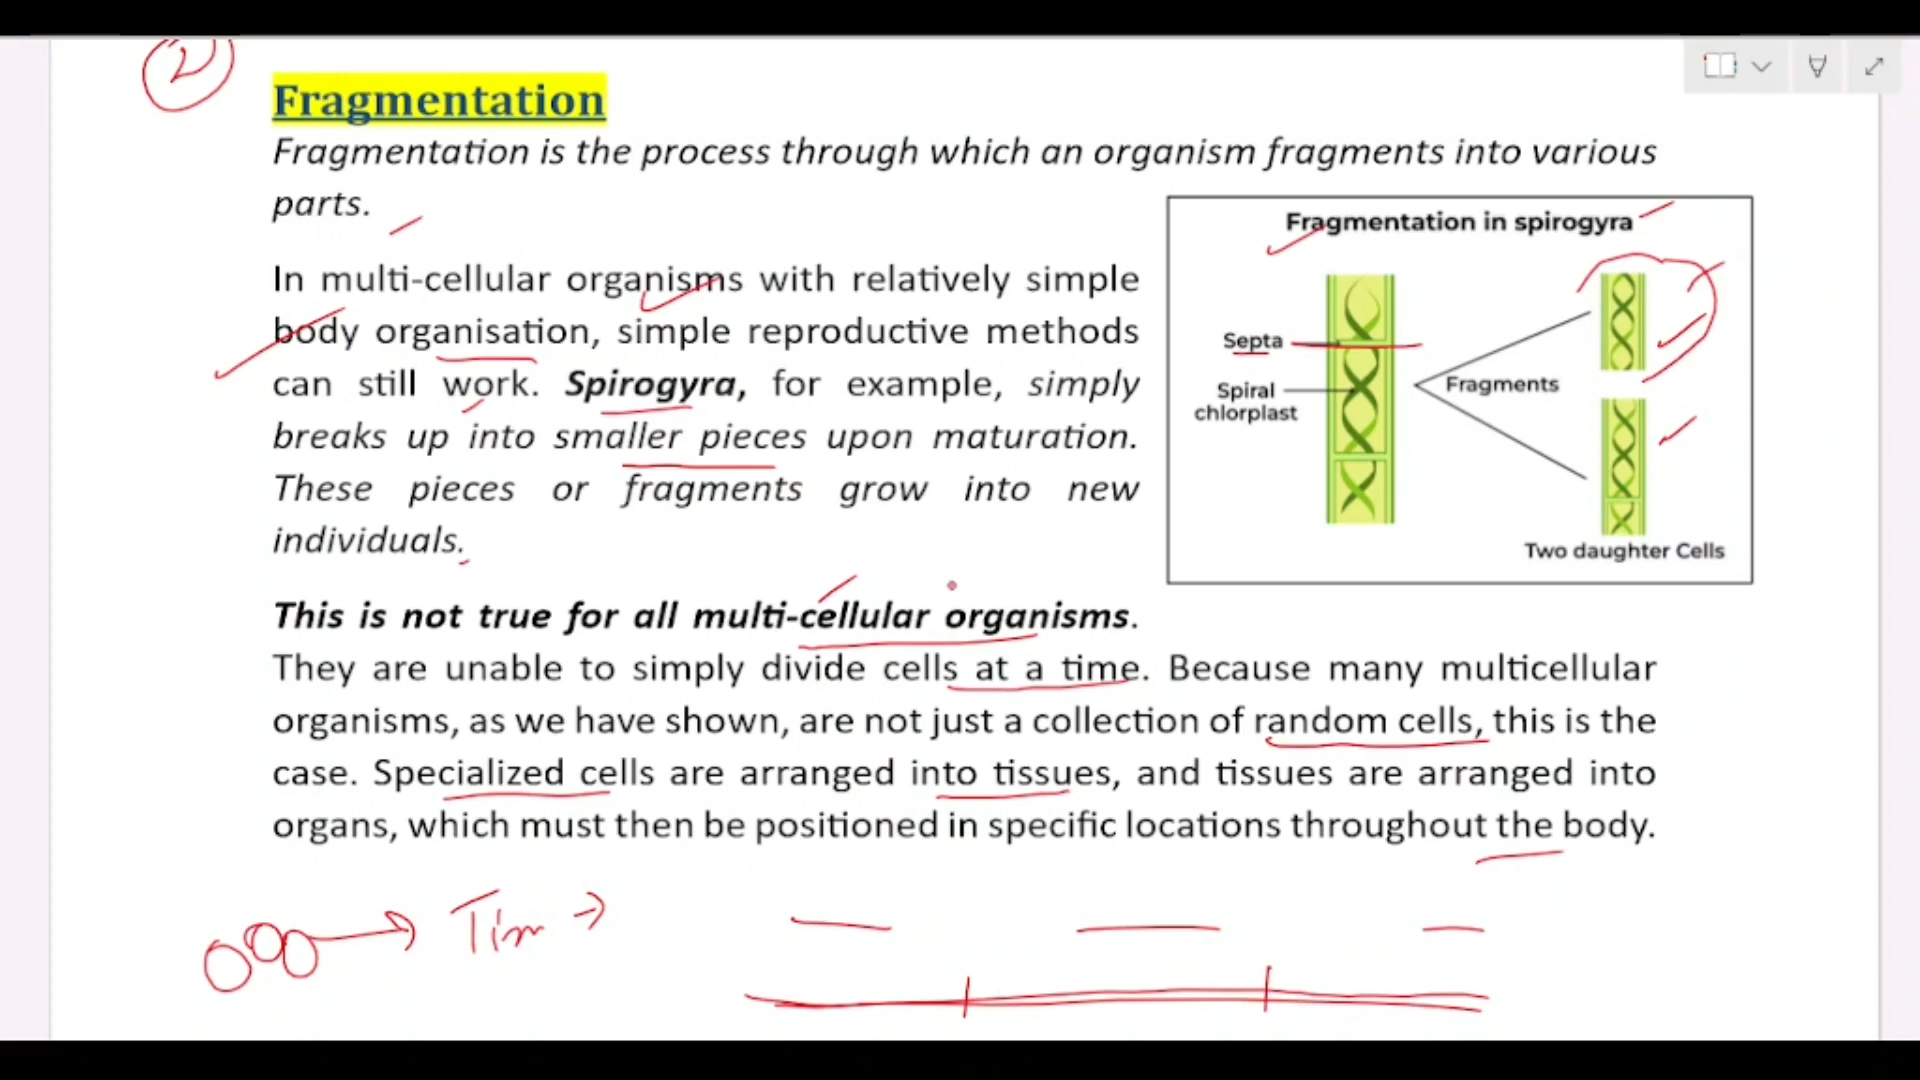 2
Fragmentation
Fragmentation is the process through which an organism fragments into various
parts.
In multi-cellular organisms with relatively simple
body organisation, simple reproductive methods
can still work. Spirogyra, for example, simply
breaks up into smaller pieces upon maturation.
These pieces or fragments grow into new
individuals.
Fragmentation in spirogyra
Septa
Spiral
chlorplast
Fragments
Two daughter Cells
This is not true for all multi-cellular organisms.
They are unable to simply divide cells at a time. Because many multicellular
organisms, as we have shown, are not just a collection of random cells, this is the
case. Specialized cells are arranged into tissues, and tissues are arranged into
organs, which must then be positioned in specific locations throughout the body.